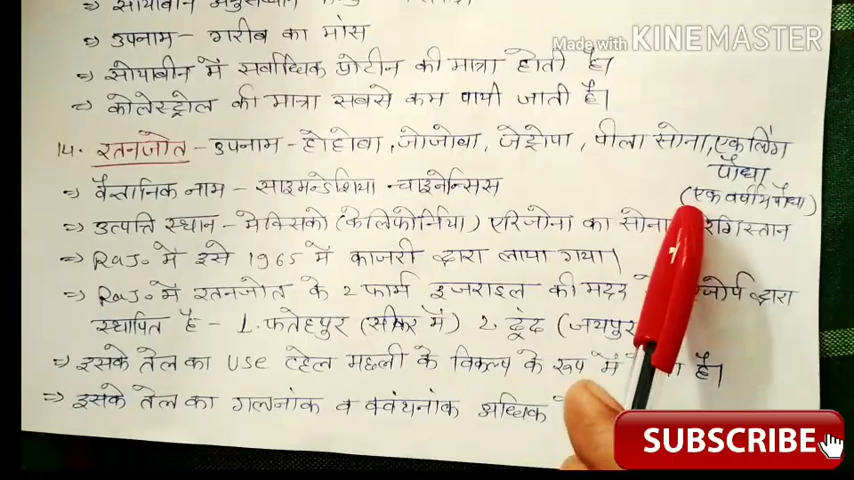 ⇒ उपनाम - गरीब का मांस
Made with KINEMASTER
⇒ सोयाबीन में सर्वाधिक प्रोटीन की मात्रा होती है।
⇒ कोलेस्ट्रोल की मात्रा सबसे कम पायी जाती है।
14. रतनजोत - उपनाम - होहोबा, जोजोबा, जेझोपा, पीला सोना, एकलिंग
पौधा
(एक वर्षीय पौधा)
⇒ वैज्ञानिक नाम - साइमन्डेशिया चाइनेन्सिस
⇒ उत्पत्ति स्थान - मेक्सिको (केलिफोर्निया) एरिजोना का सोना रेगिस्तान
⇒ Raj. में इसे 1965 में काजरी द्वारा लाया गया।
⇒ Raj. में रतनजोत के 2 फार्म इजराइल की मदद द्वारा
स्थापित है - 1. फतेहपुर (सीकर में) 2. ढूंढ (जयपुर
⇒ इसके तेल का use व्हेल मछली के विकल्प के रूप में है।
⇒ इसके तेल का गलनांक व क्वंथनांक अधिक
SUBSCRIBE